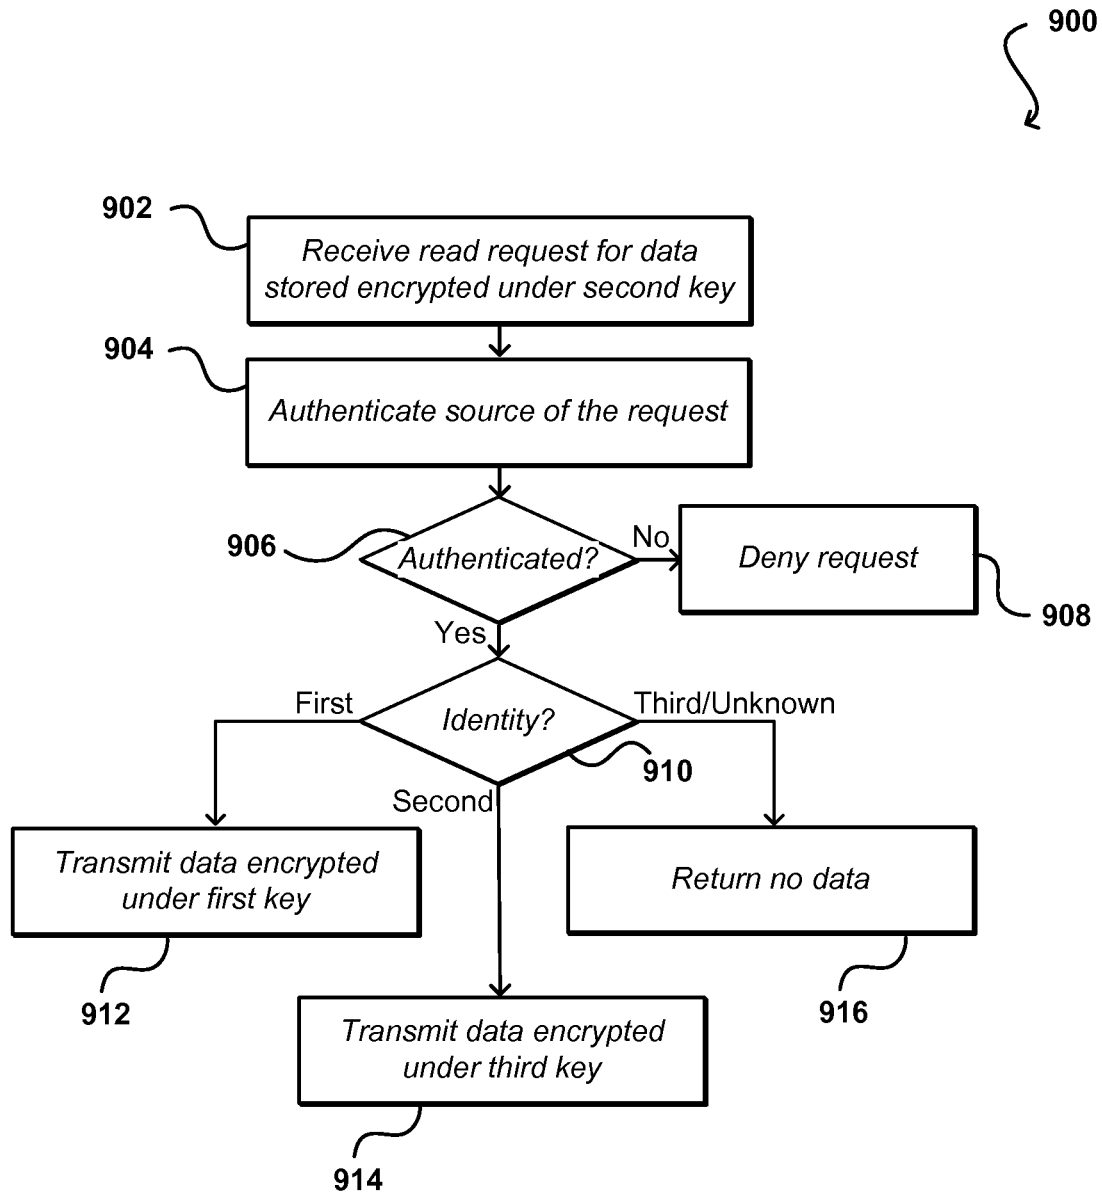 900
902
Receive read request for data
stored encrypted under second key
904
Authenticate source of the request
906
Authenticated?
No
Deny request
908
Yes
First
Identity?
Third/Unknown
910
Second
Transmit data encrypted
under first key
Return no data
912
916
Transmit data encrypted
under third key
914